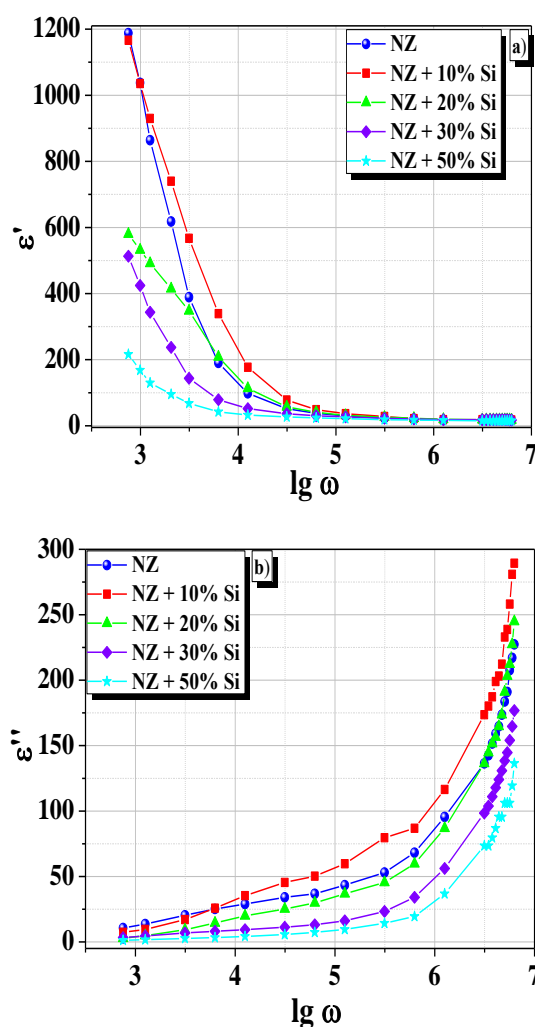 1200
1000
800
600
400
200
0
ε'
NZ
NZ + 10% Si
NZ + 20% Si
NZ + 30% Si
NZ + 50% Si
a)
3 4 5 6 7
lg ω
300
250
200
150
100
50
0
ε''
NZ
NZ + 10% Si
NZ + 20% Si
NZ + 30% Si
NZ + 50% Si
b)
3 4 5 6 7
lg ω